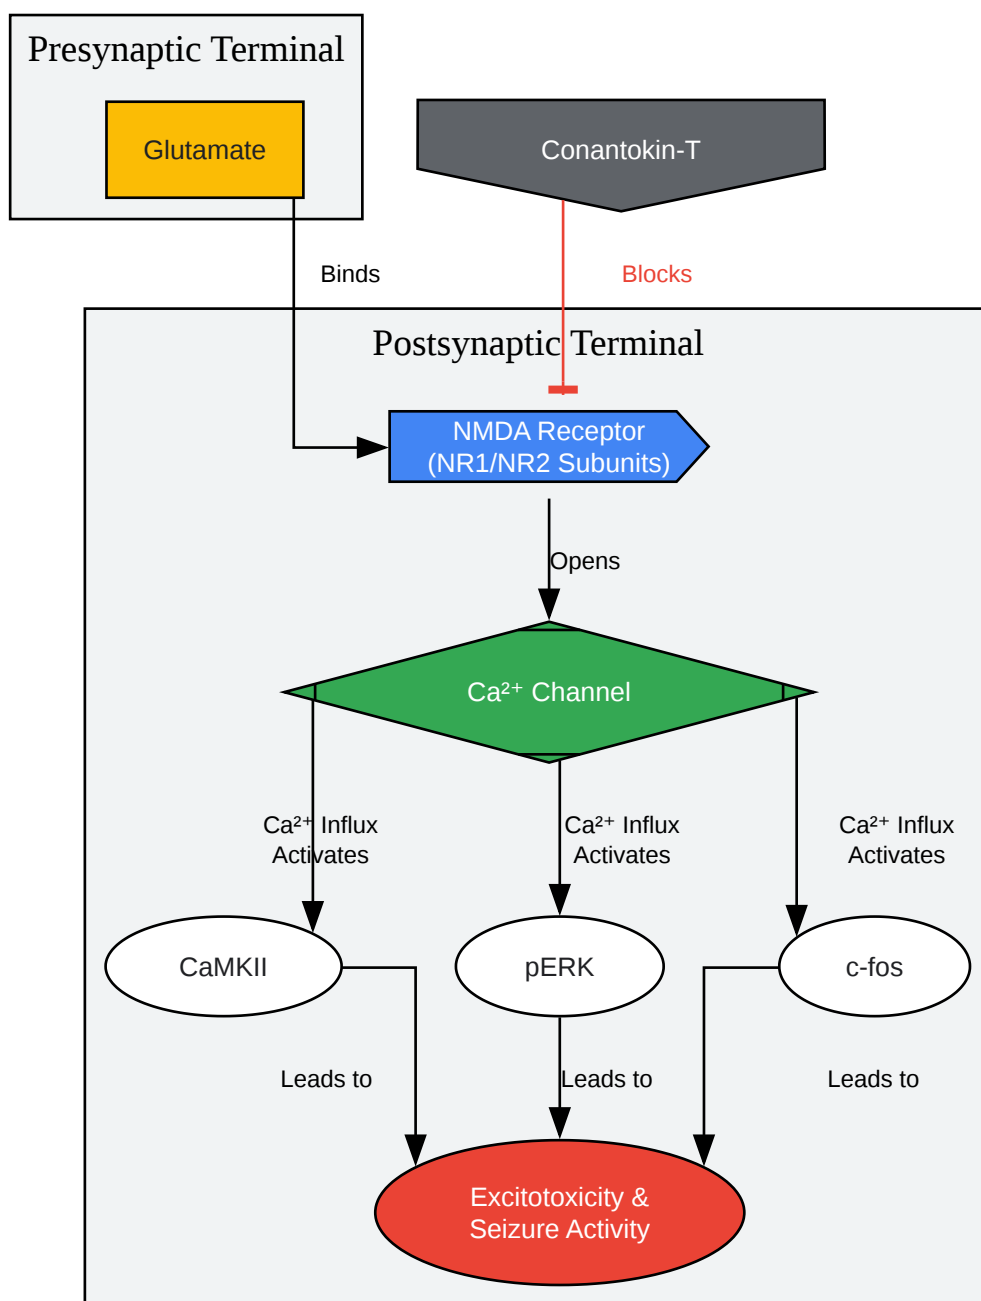 Presynaptic Terminal
Glutamate
Conantokin-T
Binds
Blocks
Postsynaptic Terminal
NMDA Receptor
(NR1/NR2 Subunits)
Opens
Ca²⁺ Channel
Ca²⁺ Influx
Activates
Ca²⁺ Influx
Activates
Ca²⁺ Influx
Activates
CaMKII
pERK
c-fos
Leads to
Leads to
Leads to
Excitotoxicity &
Seizure Activity